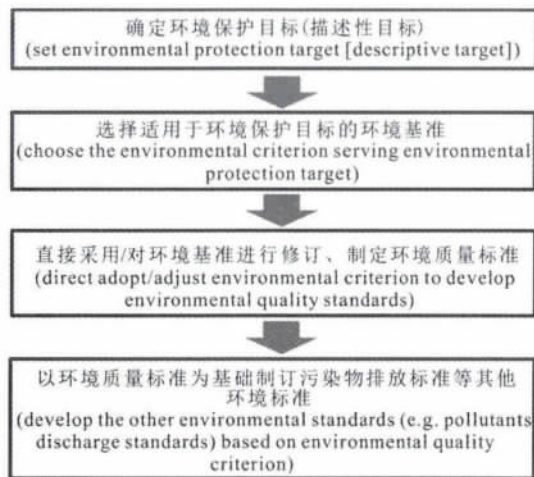 确定环境保护目标(描述性目标)
(set environmental protection target [descriptive target])
选择适用于环境保护目标的环境基准
(choose the environmental criterion serving environmental
protection target)
直接采用/对环境基准进行修订、制定环境质量标准
(direct adopt/adjust environmental criterion to develop
environmental quality standards)
以环境质量标准为基础制订污染物排放标准等其他
环境标准
(develop the other environmental standards (e.g. pollutants
discharge standards) based on environmental quality
criterion)